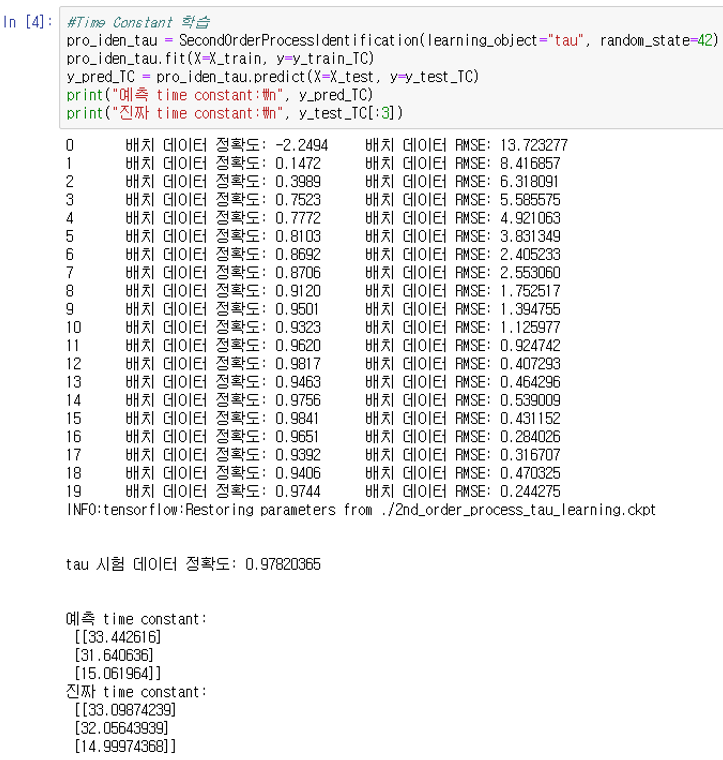 In [4]: #Time Constant 학습
pro_iden_tau = SecondOrderProcessIdentification(learning_object="tau", random_state=42)
pro_iden_tau.fit(X=X_train, y=y_train_TC)
y_pred_TC = pro_iden_tau.predict(X=X_test, y=y_test_TC)
print("예측 time constant:₩n", y_pred_TC)
print("진짜 time constant:₩n", y_test_TC[:3])
0 배치 데이터 정확도: -2.2494 배치 데이터 RMSE: 13.723277
1 배치 데이터 정확도: 0.1472 배치 데이터 RMSE: 8.416857
2 배치 데이터 정확도: 0.3989 배치 데이터 RMSE: 6.318091
3 배치 데이터 정확도: 0.7523 배치 데이터 RMSE: 5.585575
4 배치 데이터 정확도: 0.7772 배치 데이터 RMSE: 4.921063
5 배치 데이터 정확도: 0.8103 배치 데이터 RMSE: 3.831349
6 배치 데이터 정확도: 0.8692 배치 데이터 RMSE: 2.405233
7 배치 데이터 정확도: 0.8706 배치 데이터 RMSE: 2.553060
8 배치 데이터 정확도: 0.9120 배치 데이터 RMSE: 1.752517
9 배치 데이터 정확도: 0.9501 배치 데이터 RMSE: 1.394755
10 배치 데이터 정확도: 0.9323 배치 데이터 RMSE: 1.125977
11 배치 데이터 정확도: 0.9620 배치 데이터 RMSE: 0.924742
12 배치 데이터 정확도: 0.9817 배치 데이터 RMSE: 0.407293
13 배치 데이터 정확도: 0.9463 배치 데이터 RMSE: 0.464296
14 배치 데이터 정확도: 0.9756 배치 데이터 RMSE: 0.539009
15 배치 데이터 정확도: 0.9841 배치 데이터 RMSE: 0.431152
16 배치 데이터 정확도: 0.9651 배치 데이터 RMSE: 0.284026
17 배치 데이터 정확도: 0.9392 배치 데이터 RMSE: 0.316707
18 배치 데이터 정확도: 0.9406 배치 데이터 RMSE: 0.470325
19 배치 데이터 정확도: 0.9744 배치 데이터 RMSE: 0.244275
INFO:tensorflow:Restoring parameters from ./2nd_order_process_tau_learning.ckpt
tau 시험 데이터 정확도: 0.97820365
예측 time constant:
[[33.442616]
[31.640636]
[15.061964]]
진짜 time constant:
[[33.09874239]
[32.05643939]
[14.99974368]]